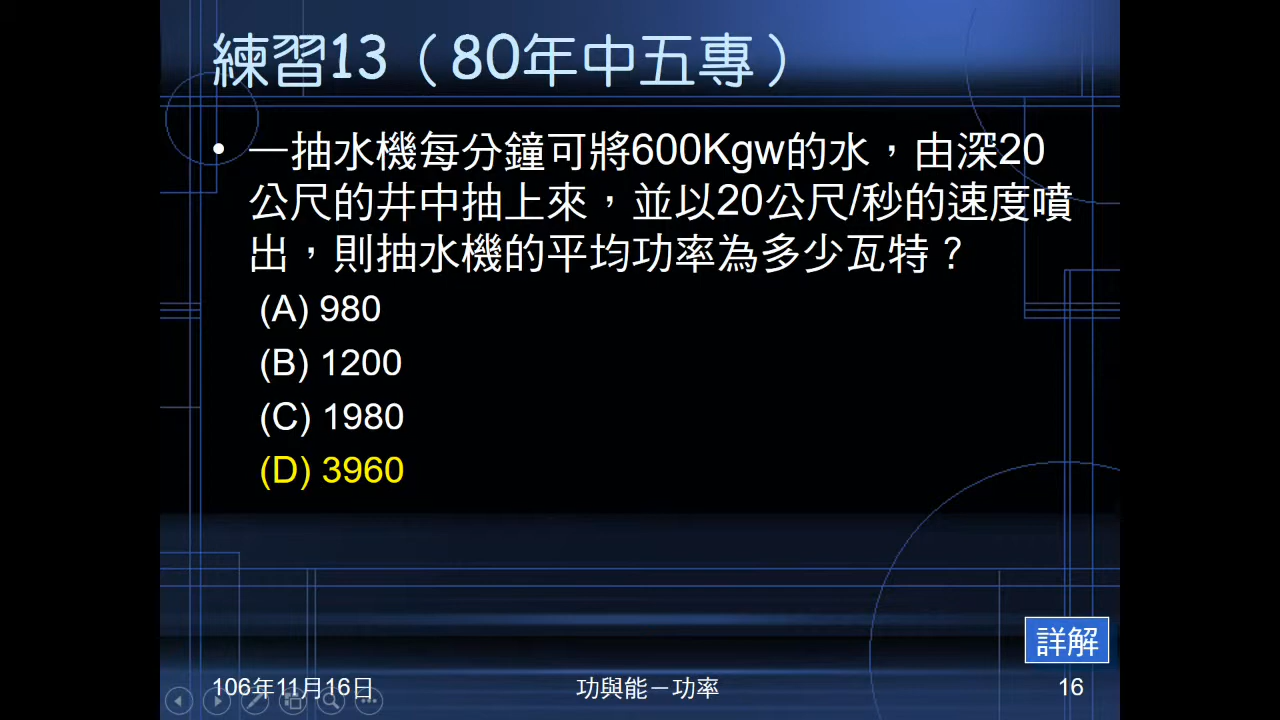 練習13（80年中五專）
• 一抽水機每分鐘可將600Kgw的水，由深20
公尺的井中抽上來，並以20公尺/秒的速度噴
出，則抽水機的平均功率為多少瓦特？
(A) 980
(B) 1200
(C) 1980
(D) 3960
詳解
106年11月16日
功與能－功率
16